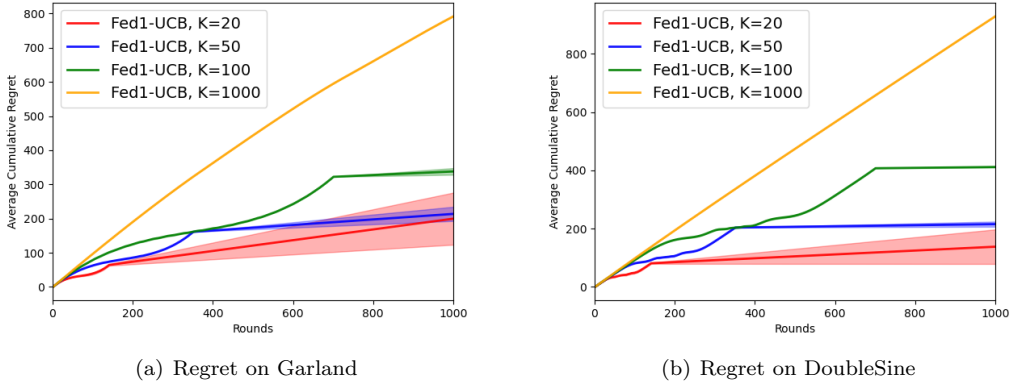 800
700
600
500
400
300
200
100
0
Average Cumulative Regret
Fed1-UCB, K=20
Fed1-UCB, K=50
Fed1-UCB, K=100
Fed1-UCB, K=1000
0 200 400 600 800 1000
Rounds
(a) Regret on Garland
800
600
400
200
0
Average Cumulative Regret
Fed1-UCB, K=20
Fed1-UCB, K=50
Fed1-UCB, K=100
Fed1-UCB, K=1000
0 200 400 600 800 1000
Rounds
(b) Regret on DoubleSine